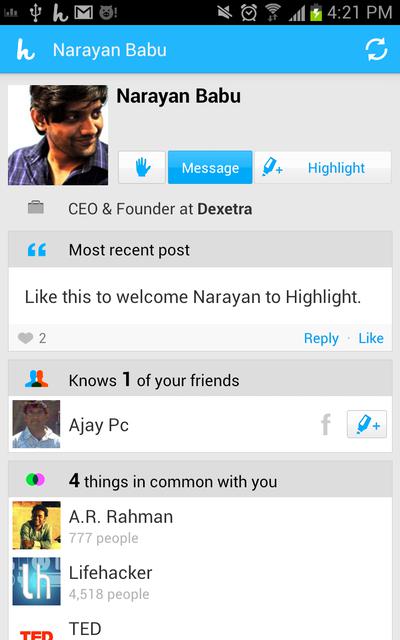 4:21 PM
h Narayan Babu
Narayan Babu
Message
Highlight
CEO & Founder at Dexetra
Most recent post
Like this to welcome Narayan to Highlight.
2
Reply · Like
Knows 1 of your friends
Ajay Pc
f
4 things in common with you
A.R. Rahman
777 people
lh
Lifehacker
4,518 people
TED
TED